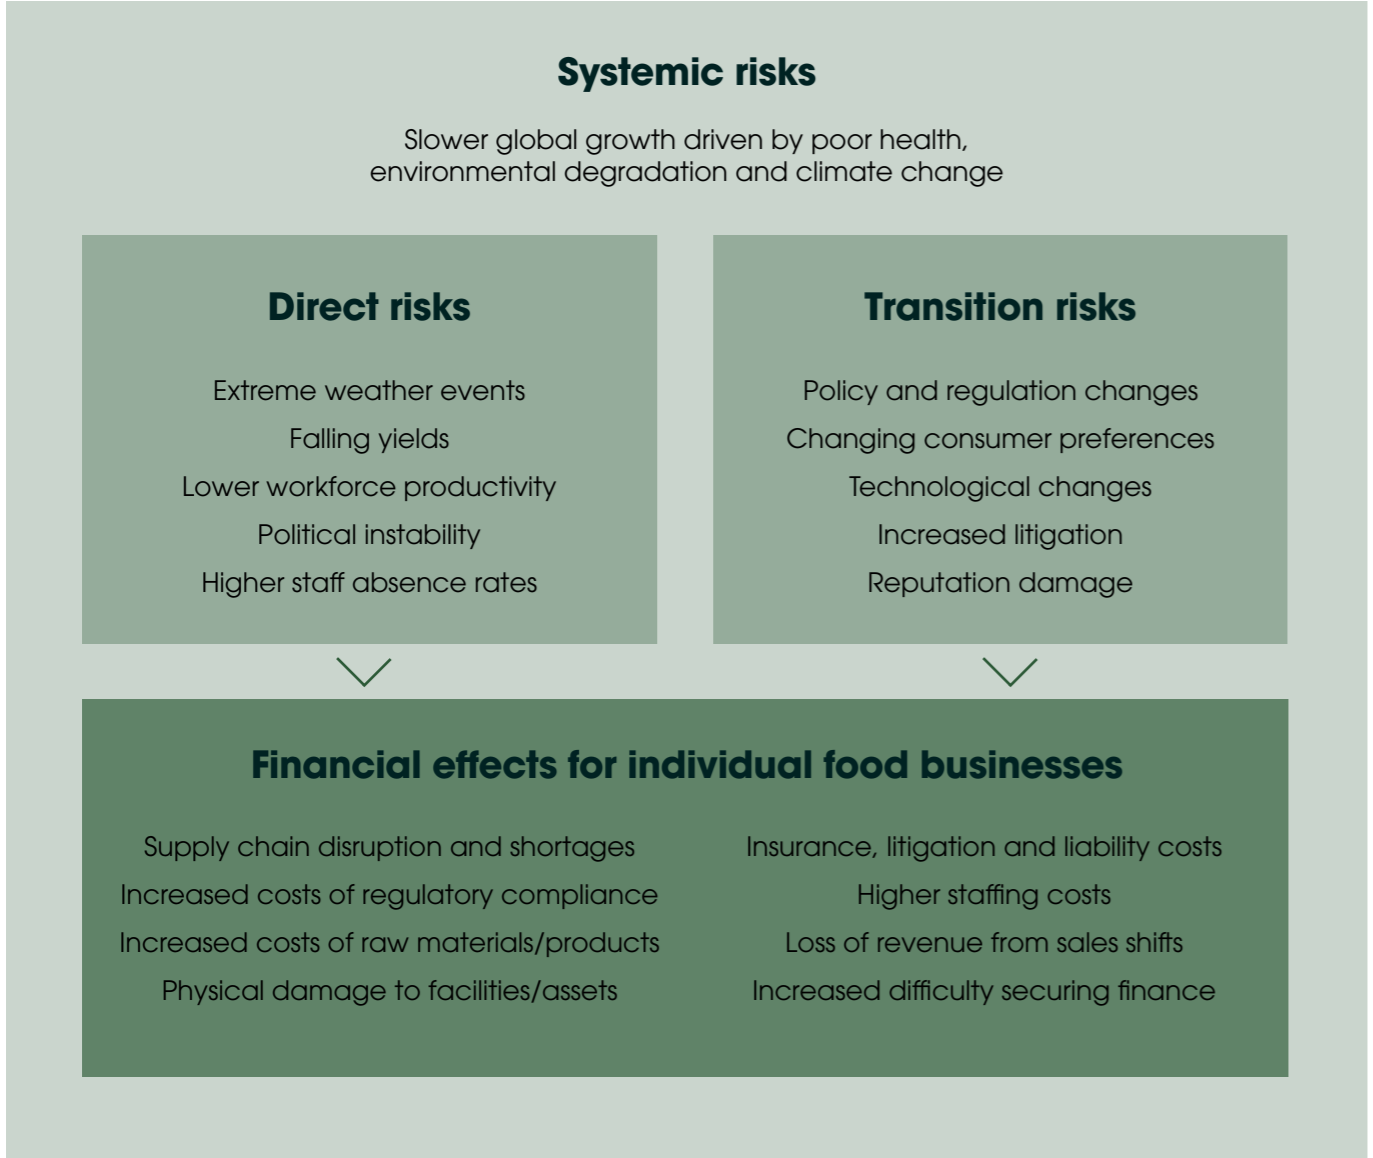 Systemic risks
Slower global growth driven by poor health,
environmental degradation and climate change
Direct risks
Extreme weather events
Falling yields
Lower workforce productivity
Political instability
Higher staff absence rates
Transition risks
Policy and regulation changes
Changing consumer preferences
Technological changes
Increased litigation
Reputation damage
Financial effects for individual food businesses
Supply chain disruption and shortages
Increased costs of regulatory compliance
Increased costs of raw materials/products
Physical damage to facilities/assets
Insurance, litigation and liability costs
Higher staffing costs
Loss of revenue from sales shifts
Increased difficulty securing finance